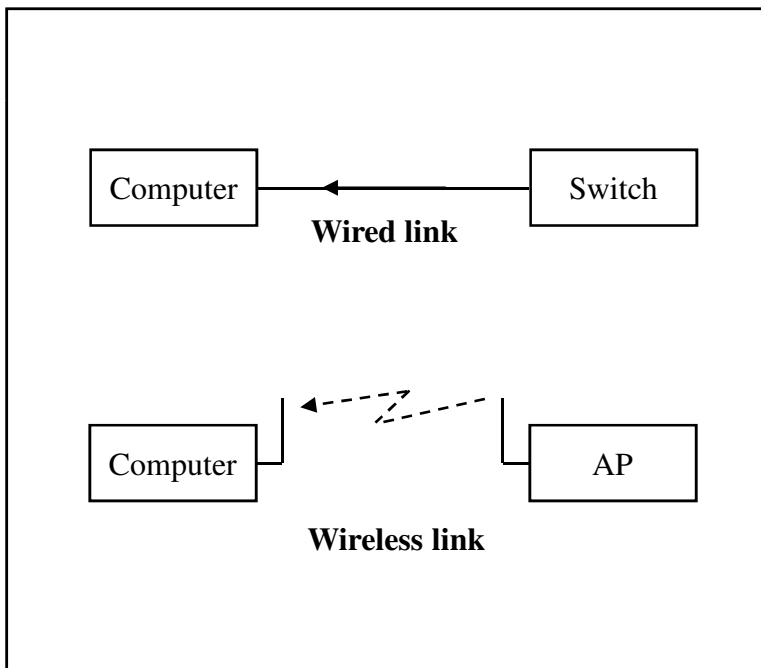 Computer
Switch
Wired link
Computer
AP
Wireless link